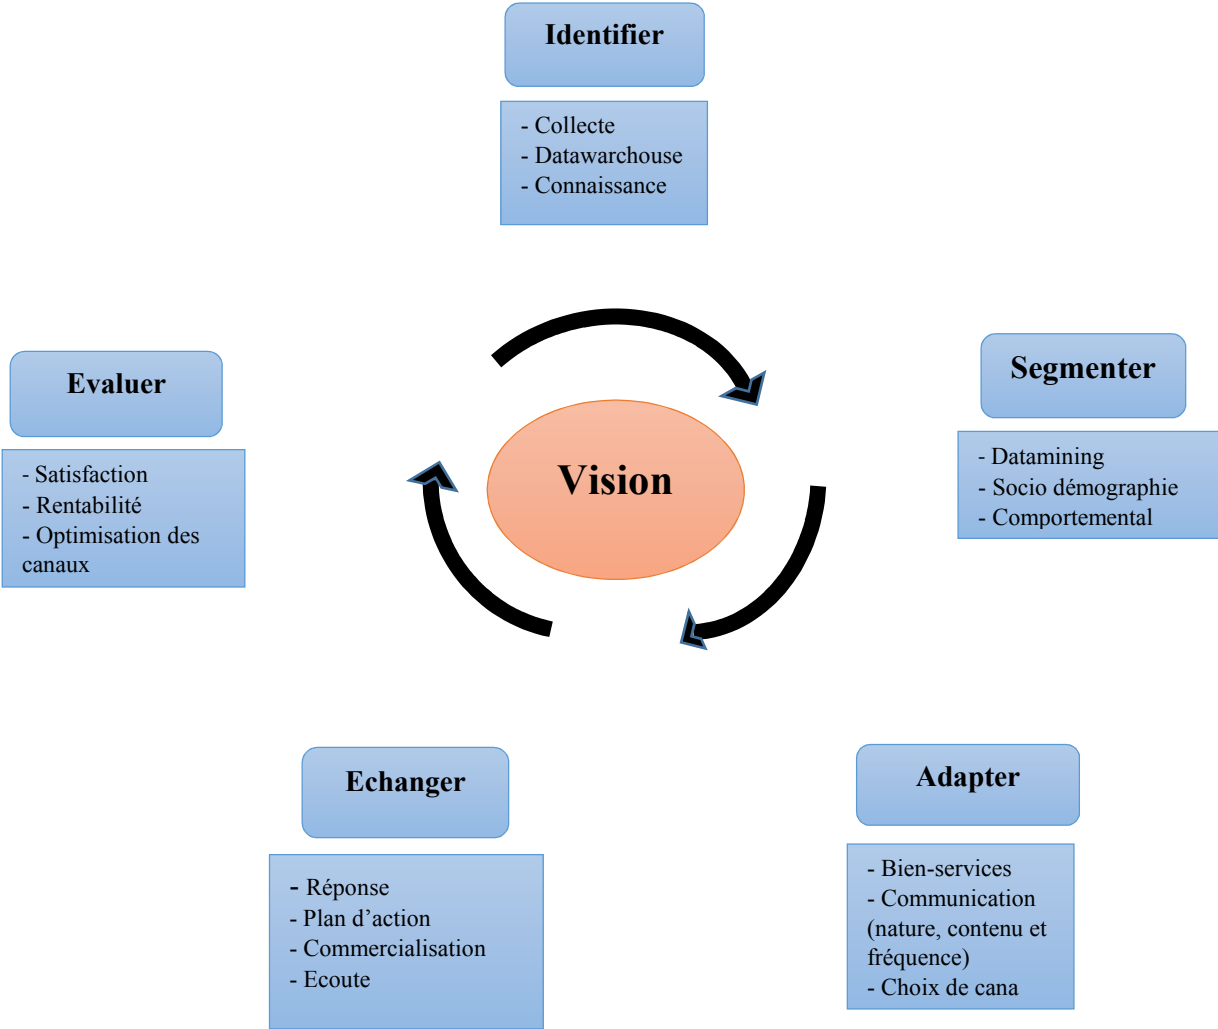 Identifier
- Collecte
- Datawarchouse
- Connaissance
Segmenter
- Datamining
- Socio démographie
- Comportemental
Adapter
- Bien-services
- Communication
(nature, contenu et
fréquence)
- Choix de cana
Echanger
- Réponse
- Plan d’action
- Commercialisation
- Ecoute
Evaluer
- Satisfaction
- Rentabilité
- Optimisation des
canaux
Vision